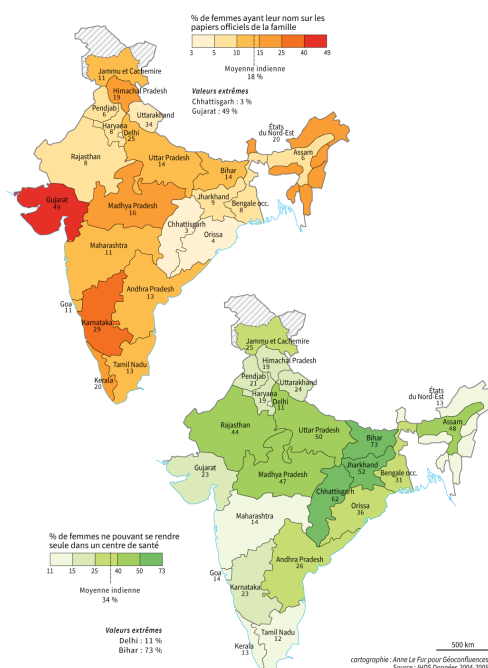 % de femmes ayant leur nom sur les
papiers officiels de la famille
3 5 10 15 25 40 49
Moyenne indienne
18 %
Valeurs extrêmes
Chhattisgarh : 3 %
Gujarat : 49 %
Jammu et Cachemire
11
Himachal Pradesh
19
Pendjab
6
Uttarakhand
34
Haryana
8
Delhi
25
États
du Nord-Est
20
Assam
6
Rajasthan
8
Uttar Pradesh
14
Bihar
14
Gujarat
49
Madhya Pradesh
16
Jharkhand
9
Bengale occ.
8
Chhattisgarh
3
Orissa
4
Maharashtra
11
Andhra Pradesh
13
Goa
11
Karnataka
29
Tamil Nadu
13
Kerala
20
Jammu et Cachemire
25
Himachal Pradesh
19
Pendjab
21
Uttarakhand
24
Haryana
19
Delhi
11
États
du Nord-Est
13
Assam
48
Rajasthan
44
Uttar Pradesh
50
Bihar
73
Gujarat
23
Madhya Pradesh
47
Jharkhand
52
Bengale occ.
31
Chhattisgarh
62
Orissa
36
Maharashtra
14
Andhra Pradesh
26
Goa
14
Karnataka
23
Tamil Nadu
12
Kerala
13
% de femmes ne pouvant se rendre
seule dans un centre de santé
11 15 25 40 50 73
Moyenne indienne
34 %
Valeurs extrêmes
Delhi : 11 %
Bihar : 73 %
500 km
cartographie : Anne Le Fur pour Géoconfluences
Source : IHDS Données 2004-2005